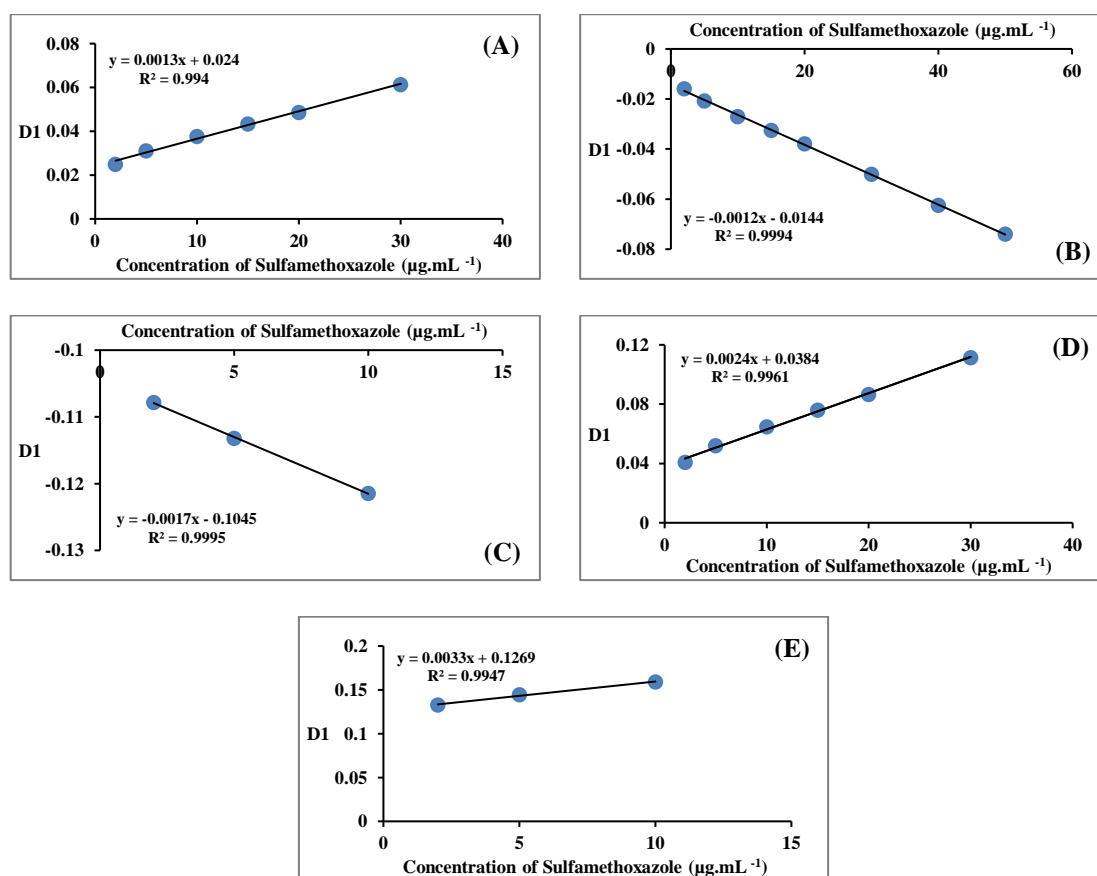 (A)
y = 0.0013x + 0.024
R² = 0.994
0.08
0.06
0.04
0.02
0
D1
0 10 20 30 40
Concentration of Sulfamethoxazole (µg.mL -1)
Concentration of Sulfamethoxazole (µg.mL -1)
0 20 40 60
0
-0.02
-0.04
-0.06
-0.08
D1
y = -0.0012x - 0.0144
R² = 0.9994
(B)
Concentration of Sulfamethoxazole (µg.mL -1)
-0.1
-0.11
-0.12
-0.13
0 5 10 15
D1
y = -0.0017x - 0.1045
R² = 0.9995
(C)
(D)
y = 0.0024x + 0.0384
R² = 0.9961
0.12
0.08
0.04
0
D1
0 10 20 30 40
Concentration of Sulfamethoxazole (µg.mL -1)
(E)
y = 0.0033x + 0.1269
R² = 0.9947
0.2
0.15
0.1
0.05
0
D1
0 5 10 15
Concentration of Sulfamethoxazole (µg.mL -1)